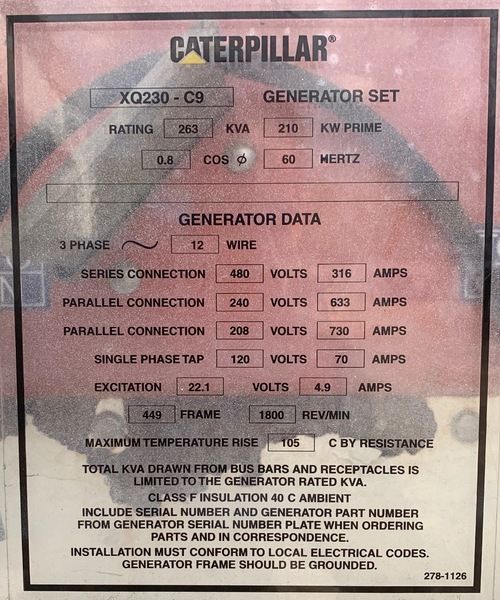 CATERPILLAR®
XQ230 - C9 GENERATOR SET
RATING 263 KVA 210 KW PRIME
0.8 COS ϕ 60 HERTZ
GENERATOR DATA
3 PHASE ~ 12 WIRE
SERIES CONNECTION 480 VOLTS 316 AMPS
PARALLEL CONNECTION 240 VOLTS 633 AMPS
PARALLEL CONNECTION 208 VOLTS 730 AMPS
SINGLE PHASE TAP 120 VOLTS 70 AMPS
EXCITATION 22.1 VOLTS 4.9 AMPS
449 FRAME 1800 REV/MIN
MAXIMUM TEMPERATURE RISE 105 C BY RESISTANCE
TOTAL KVA DRAWN FROM BUS BARS AND RECEPTACLES IS
LIMITED TO THE GENERATOR RATED KVA.
CLASS F INSULATION 40 C AMBIENT
INCLUDE SERIAL NUMBER AND GENERATOR PART NUMBER
FROM GENERATOR SERIAL NUMBER PLATE WHEN ORDERING
PARTS AND IN CORRESPONDENCE.
INSTALLATION MUST CONFORM TO LOCAL ELECTRICAL CODES.
GENERATOR FRAME SHOULD BE GROUNDED.
278-1126